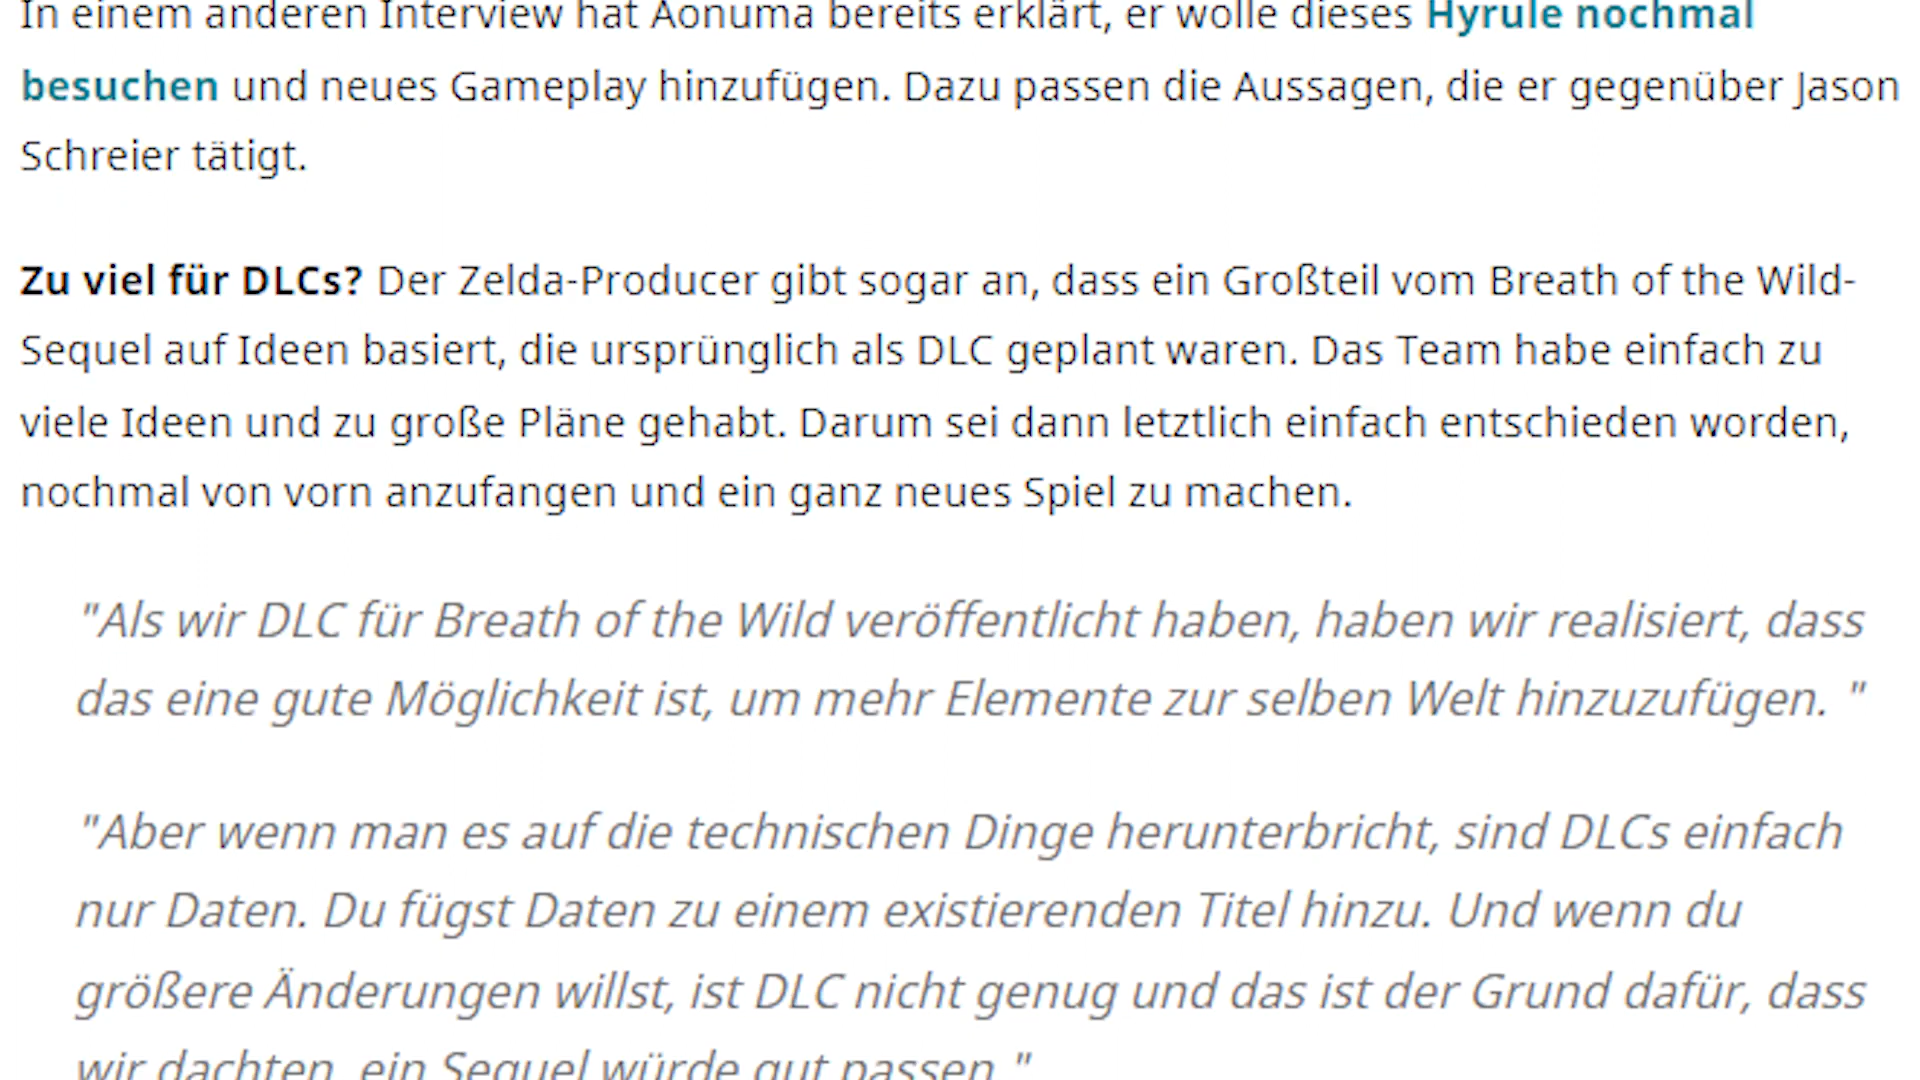 In einem anderen Interview hat Aonuma bereits erklärt, er wolle dieses Hyrule nochmal
besuchen und neues Gameplay hinzufügen. Dazu passen die Aussagen, die er gegenüber Jason
Schreier tätigt.
Zu viel für DLCs? Der Zelda-Producer gibt sogar an, dass ein Großteil vom Breath of the Wild-
Sequel auf Ideen basiert, die ursprünglich als DLC geplant waren. Das Team habe einfach zu
viele Ideen und zu große Pläne gehabt. Darum sei dann letztlich einfach entschieden worden,
nochmal von vorn anzufangen und ein ganz neues Spiel zu machen.
"Als wir DLC für Breath of the Wild veröffentlicht haben, haben wir realisiert, dass
das eine gute Möglichkeit ist, um mehr Elemente zur selben Welt hinzuzufügen. "
"Aber wenn man es auf die technischen Dinge herunterbricht, sind DLCs einfach
nur Daten. Du fügst Daten zu einem existierenden Titel hinzu. Und wenn du
größere Änderungen willst, ist DLC nicht genug und das ist der Grund dafür, dass
wir dachten, ein Sequel würde gut passen."